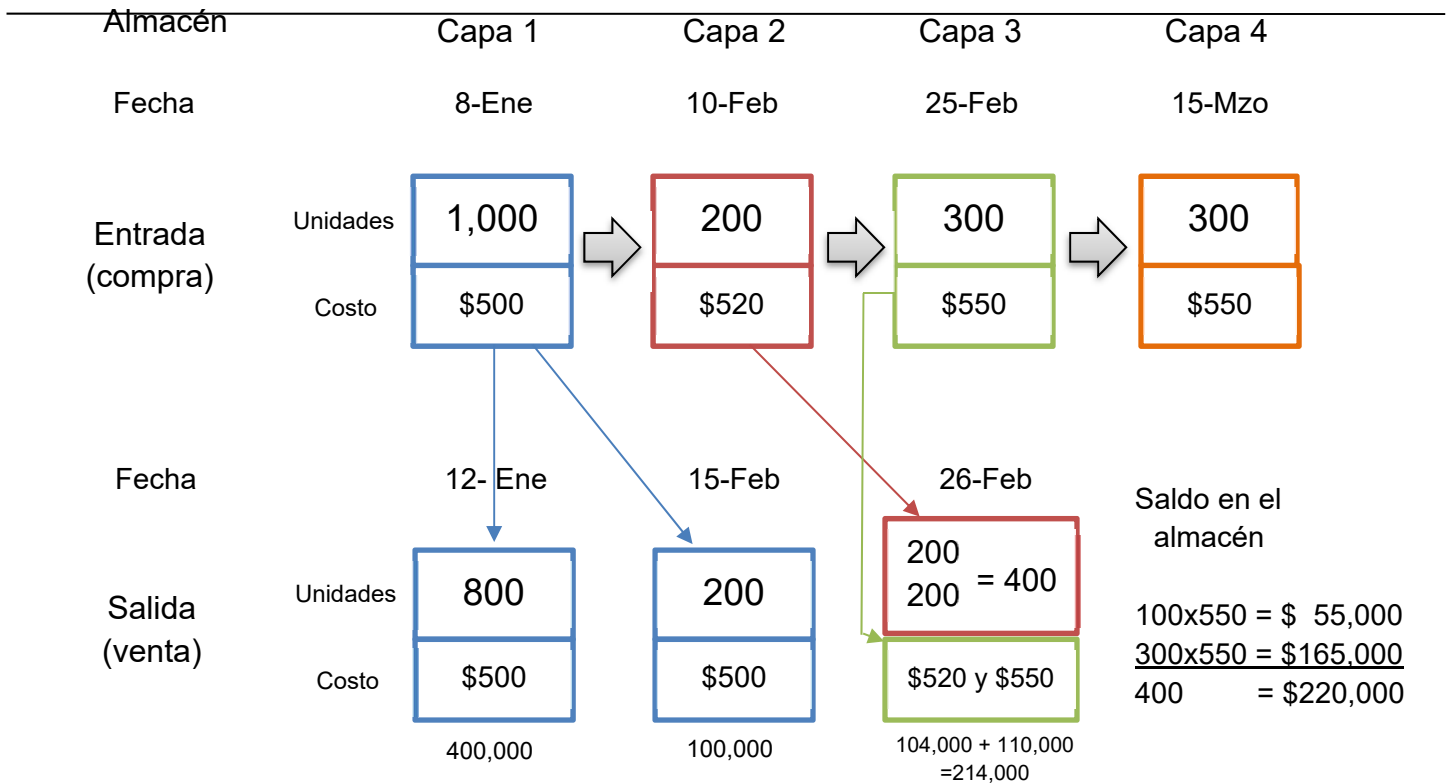 Almacén Capa 1 Capa 2 Capa 3 Capa 4
Fecha 8-Ene 10-Feb 25-Feb 15-Mzo
Entrada
(compra)
Unidades 1,000 200 300 300
Costo $500 $520 $550 $550
Fecha 12- Ene 15-Feb 26-Feb
Salida
(venta)
Unidades 800 200
200
200
= 400
Costo $500 $500 $520 y $550
400,000 100,000 104,000 + 110,000
=214,000
Saldo en el
almacén
100x550 = $ 55,000
300x550 = $165,000
400 = $220,000